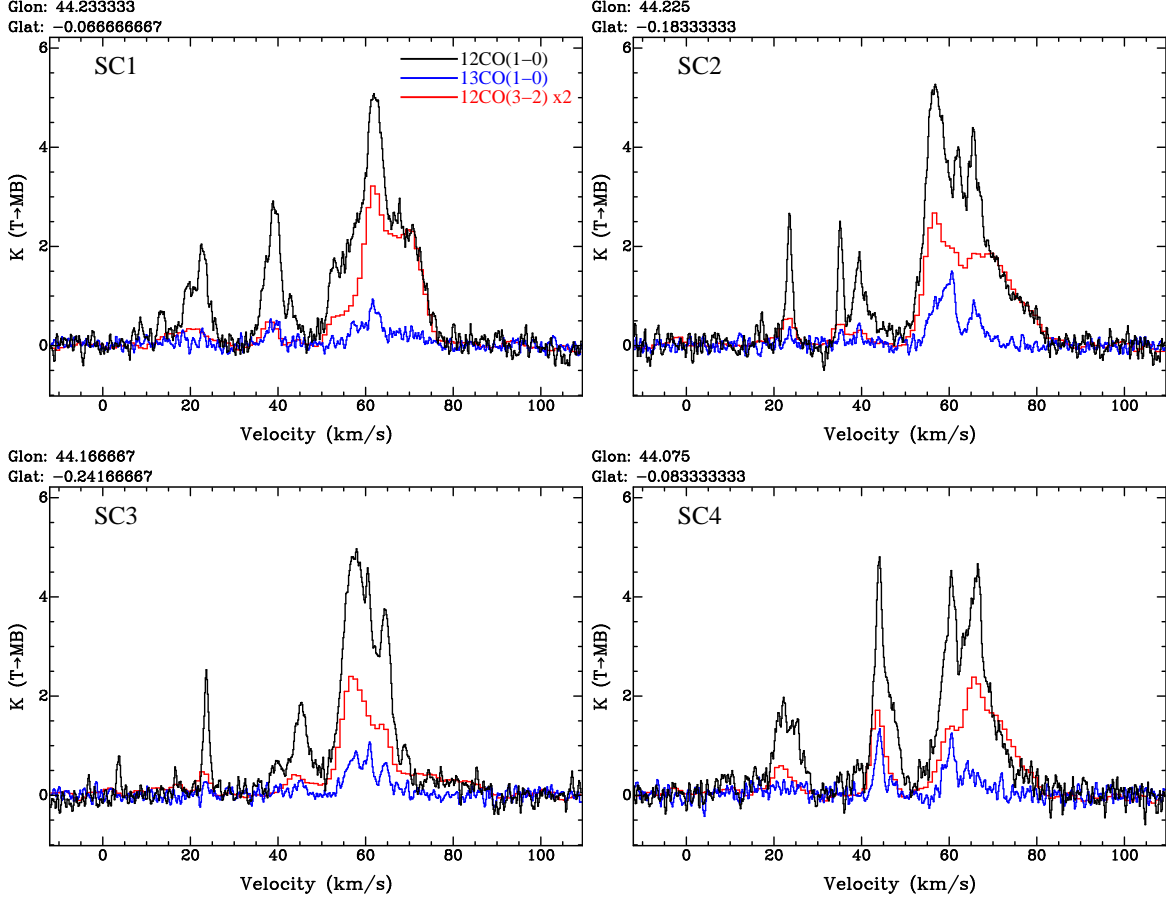 Glon: 44.233333
Glat: −0.066666667
SC1
12CO(1−0)
13CO(1−0)
12CO(3−2) x2
K (T→MB)
6
4
2
0
0 20 40 60 80 100
Velocity (km/s)
Glon: 44.225
Glat: −0.18333333
SC2
K (T→MB)
6
4
2
0
0 20 40 60 80 100
Velocity (km/s)
Glon: 44.166667
Glat: −0.24166667
SC3
K (T→MB)
6
4
2
0
0 20 40 60 80 100
Velocity (km/s)
Glon: 44.075
Glat: −0.083333333
SC4
K (T→MB)
6
4
2
0
0 20 40 60 80 100
Velocity (km/s)